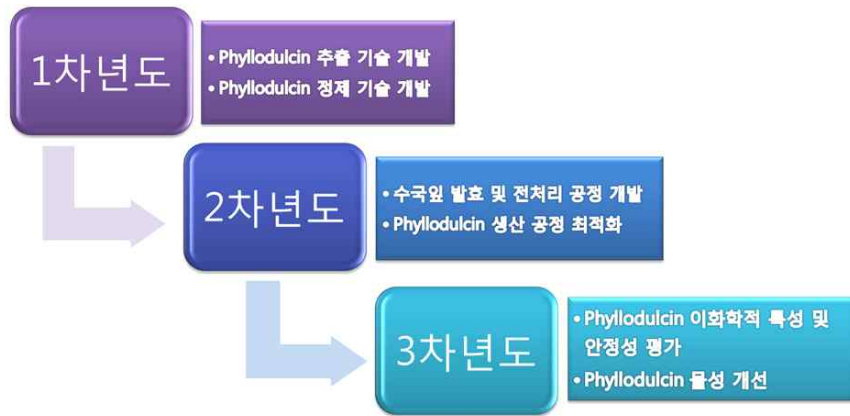 1차년도
• Phyllodulcin 추출 기술 개발
• Phyllodulcin 정제 기술 개발
2차년도
• 수국잎 발효 및 전처리 공정 개발
• Phyllodulcin 생산 공정 최적화
3차년도
• Phyllodulcin 이화학적 특성 및
안정성 평가
• Phyllodulcin 물성 개선